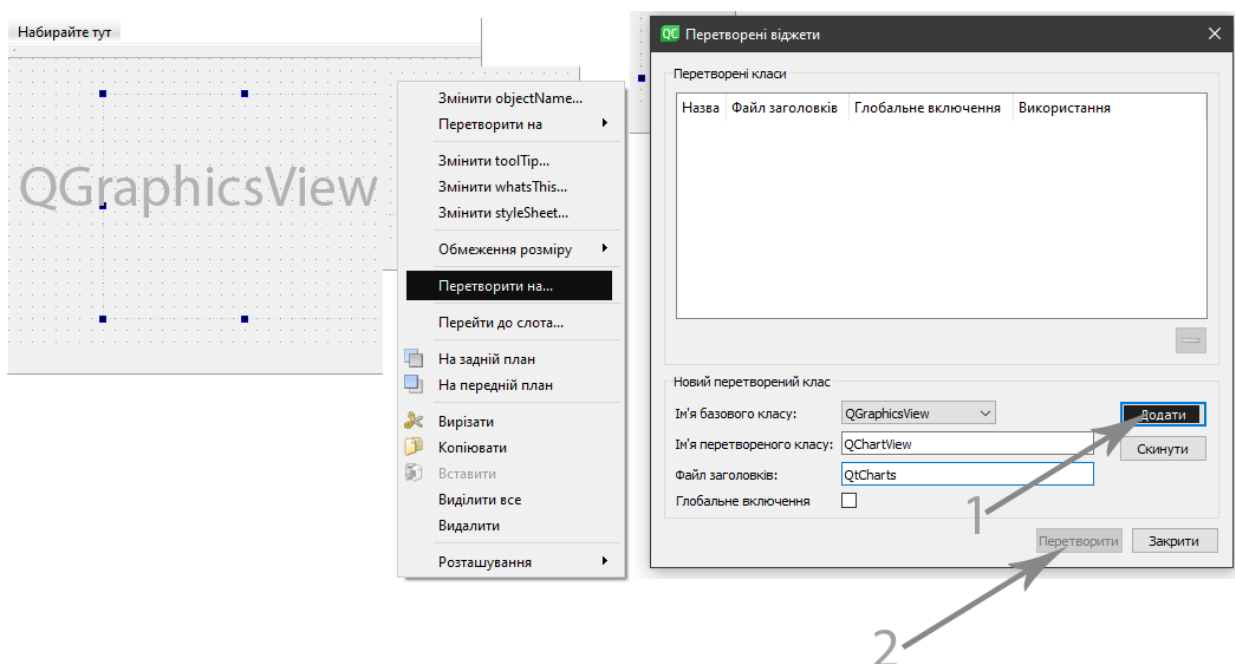 Набирайте тут
QGraphicsView
Змінити objectName...
Перетворити на
Змінити toolTip...
Змінити whatsThis...
Змінити styleSheet...
Обмеження розміру
Перетворити на...
Перейти до слота...
На задній план
На передній план
Вирізати
Копіювати
Вставити
Виділити все
Видалити
Розташування
QC Перетворені віджети
Перетворені класи
Назва Файл заголовків Глобальне включення Використання
Новий перетворений клас
Ім'я базового класу: QGraphicsView Додати
Ім'я перетвореного класу: QChartView Скинути
Файл заголовків: QtCharts
Глобальне включення
1
Перетворити Закрити
2